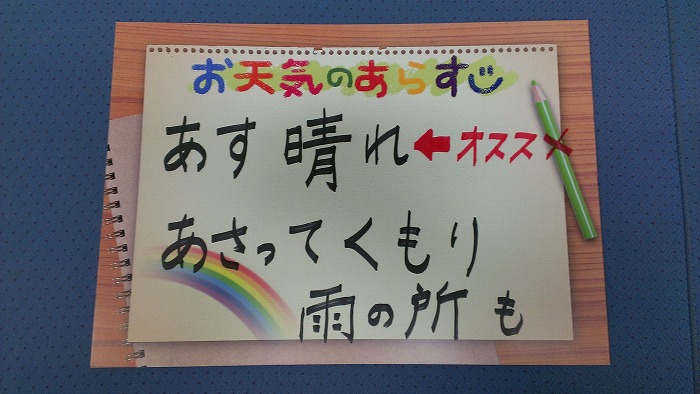 お天気のあらすじ
あす 晴れ←オススメ
あさってくもり
雨の所も